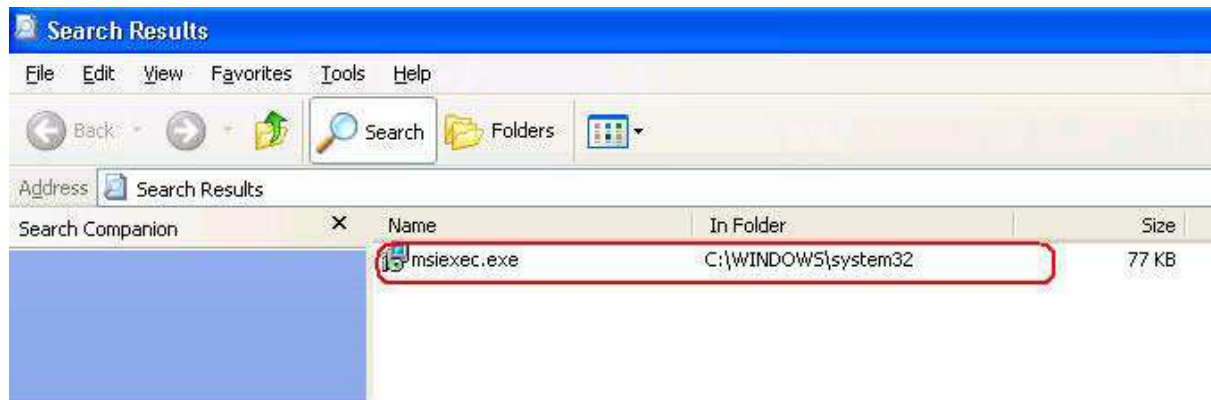 Search Results
File Edit View Favorites Tools Help
Back Search Folders
Address Search Results
Search Companion Name In Folder Size
msiexec.exe C:\WINDOWS\system32 77 KB